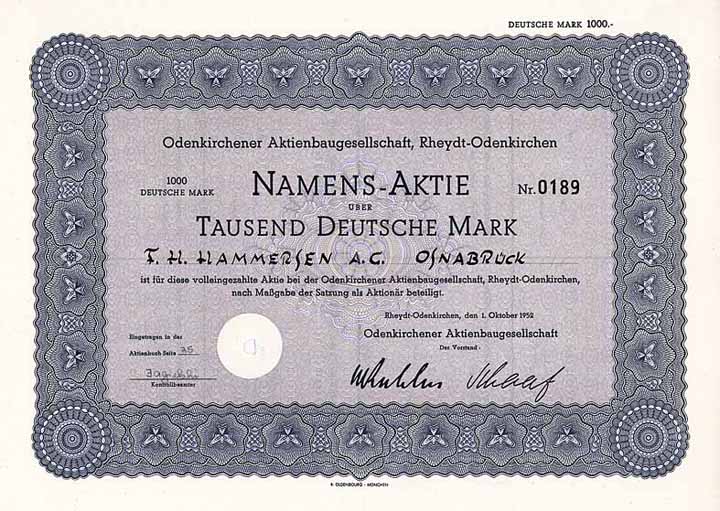 DEUTSCHE MARK 1000.-
Odenkirchener Aktienbaugesellschaft, Rheydt-Odenkirchen
1000
DEUTSCHE MARK
NAMENS-AKTIE
Nr. 0189
ÜBER
TAUSEND DEUTSCHE MARK
F. H. HAMMERSEN A.G. OSNABRÜCK
ist für diese volleingezahlte Aktie bei der Odenkirchener Aktienbaugesellschaft, Rheydt-Odenkirchen,
nach Maßgabe der Satzung als Aktionär beteiligt.
Rheydt-Odenkirchen, den 1. Oktober 1952
Odenkirchener Aktienbaugesellschaft
Der Vorstand
Eingetragen in das
Aktienbuch Seite 35
Kontrollbeamter
R. OLDENBOURG - MÜNCHEN